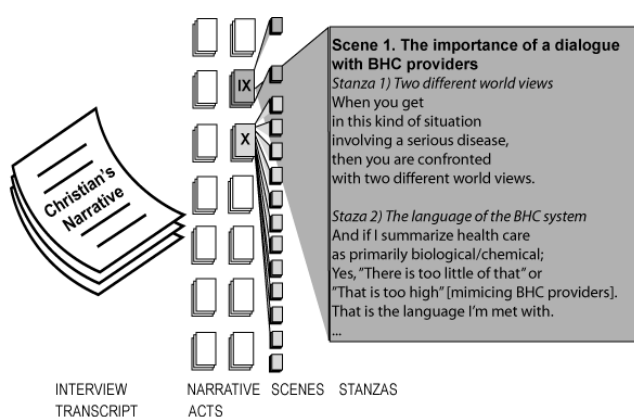 Christian's
Narrative
IX
X
Scene 1. The importance of a dialogue
with BHC providers
Stanza 1) Two different world views
When you get
in this kind of situation
involving a serious disease,
then you are confronted
with two different world views.
Staza 2) The language of the BHC system
And if I summarize health care
as primarily biological/chemical;
Yes, "There is too little of that" or
"That is too high" [mimicing BHC providers].
That is the language I'm met with.
...
INTERVIEW TRANSCRIPT
NARRATIVE ACTS
SCENES
STANZAS